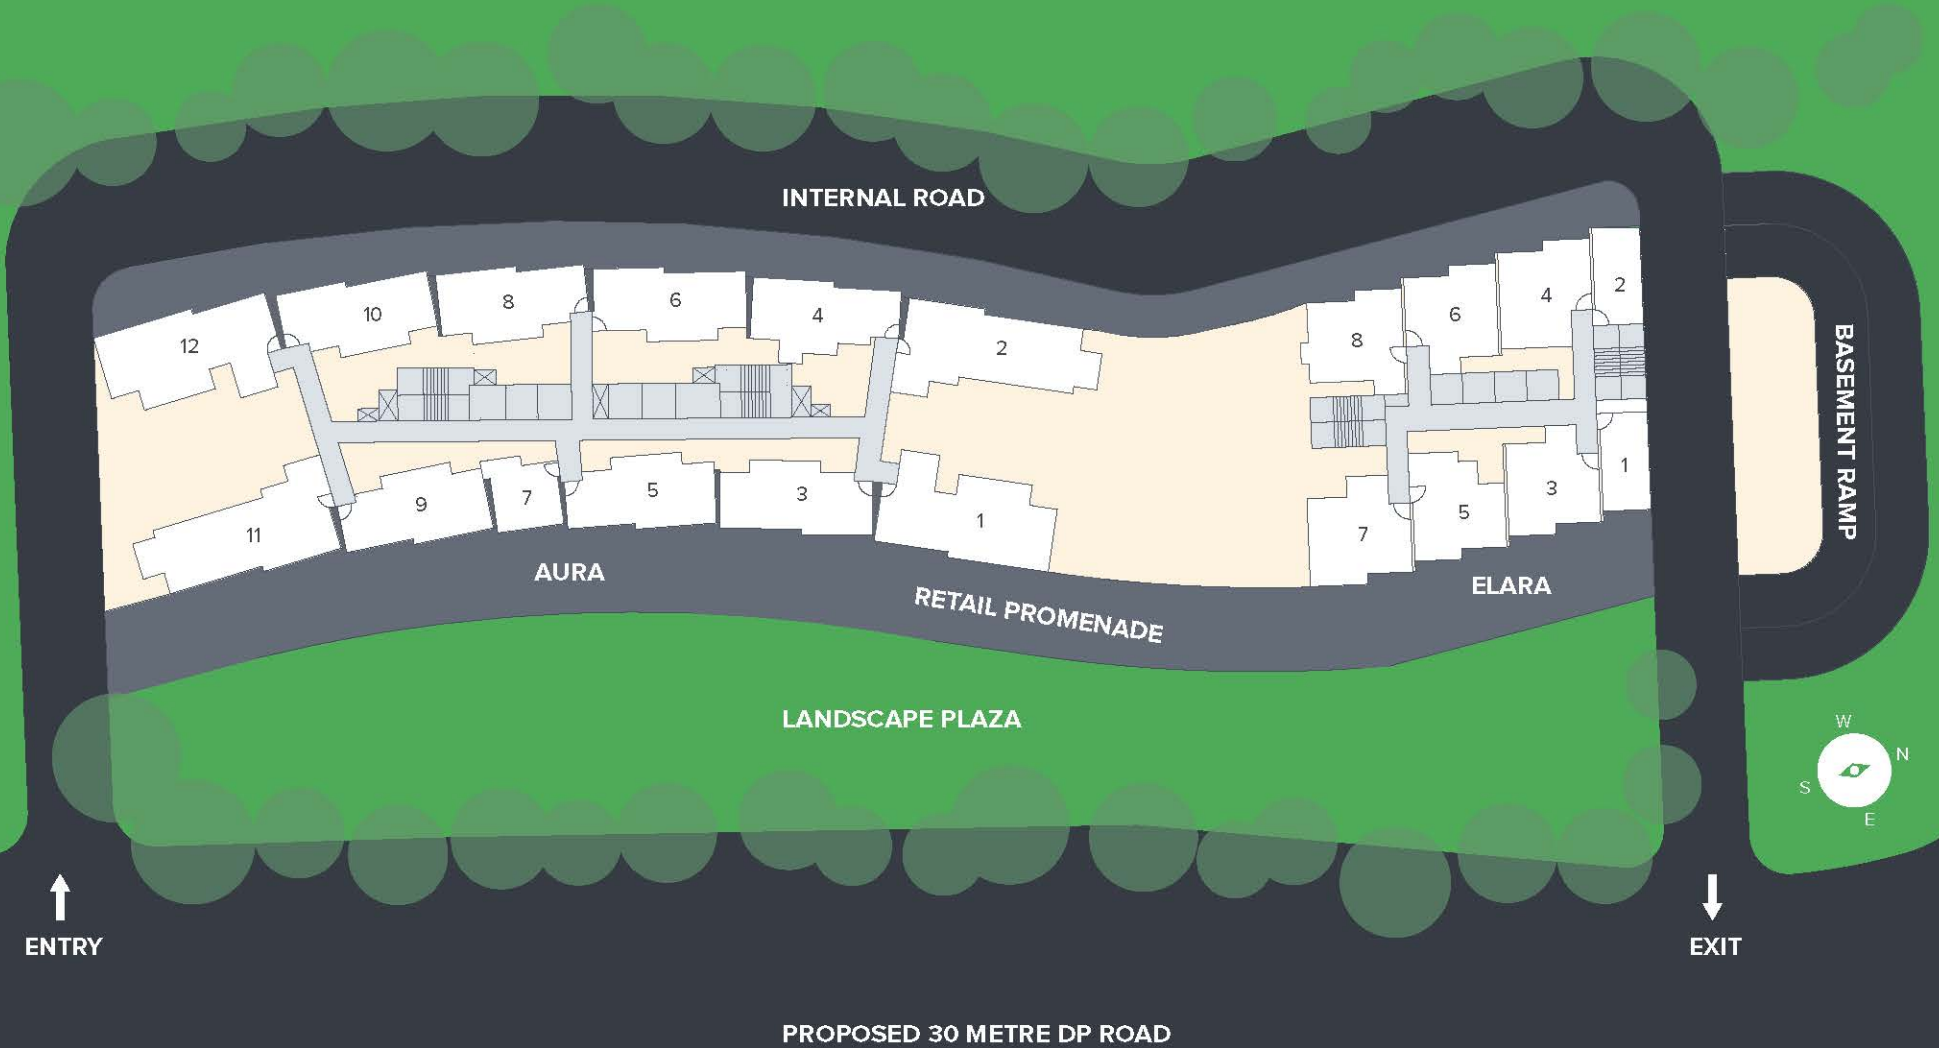 INTERNAL ROAD
12
10
8
6
4
2
8
6
4
2
11
9
7
5
3
1
7
5
3
1
AURA
RETAIL PROMENADE
ELARA
BASEMENT RAMP
LANDSCAPE PLAZA
W
N
S
E
ENTRY
EXIT
PROPOSED 30 METRE DP ROAD